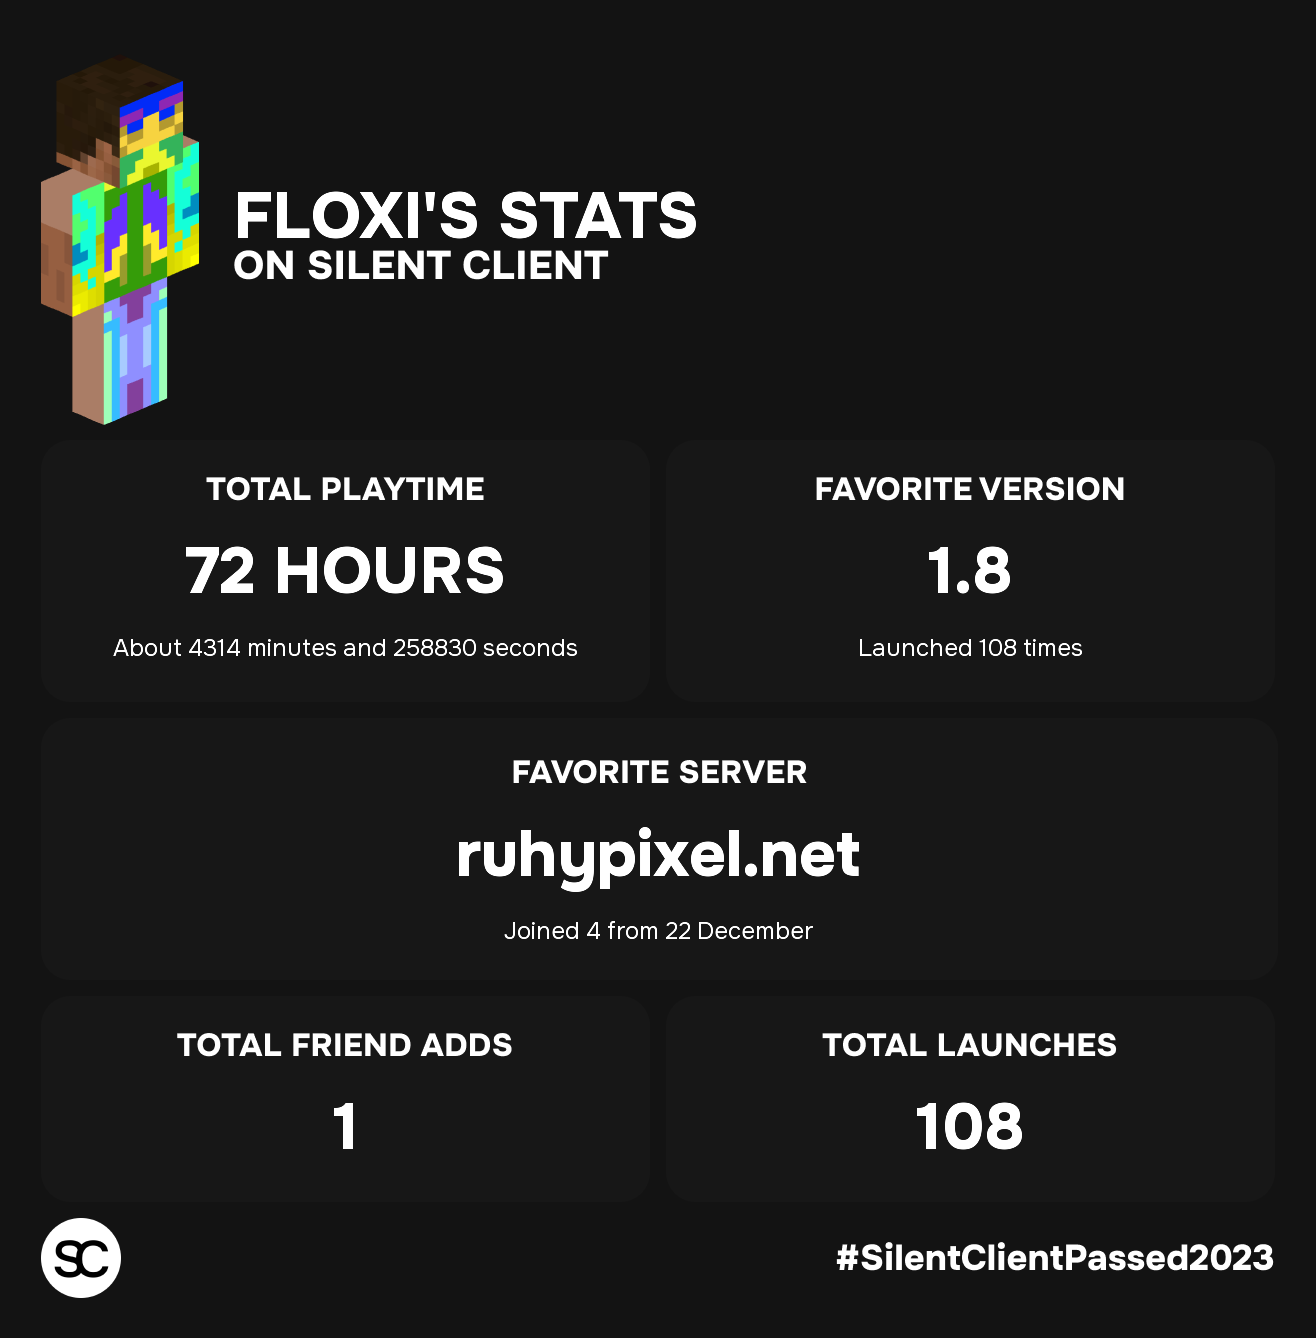 FLOXI'S STATS
ON SILENT CLIENT
TOTAL PLAYTIME
72 HOURS
About 4314 minutes and 258830 seconds
FAVORITE VERSION
1.8
Launched 108 times
FAVORITE SERVER
ruhypixel.net
Joined 4 from 22 December
TOTAL FRIEND ADDS
1
TOTAL LAUNCHES
108
SC
#SilentClientPassed2023